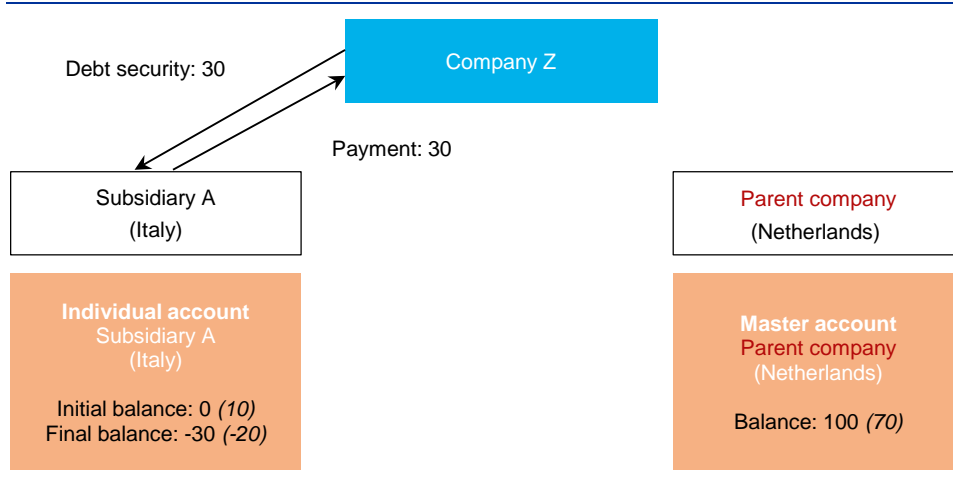 Debt security: 30
Company Z
Payment: 30
Subsidiary A
(Italy)
Parent company
(Netherlands)
Individual account
Subsidiary A
(Italy)
Initial balance: 0 (10)
Final balance: -30 (-20)
Master account
Parent company
(Netherlands)
Balance: 100 (70)